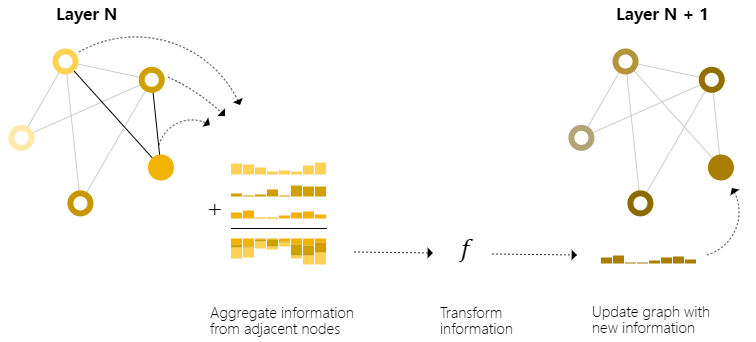 Layer N
Layer N + 1
+
f
Aggregate information
from adjacent nodes
Transform
information
Update graph with
new information